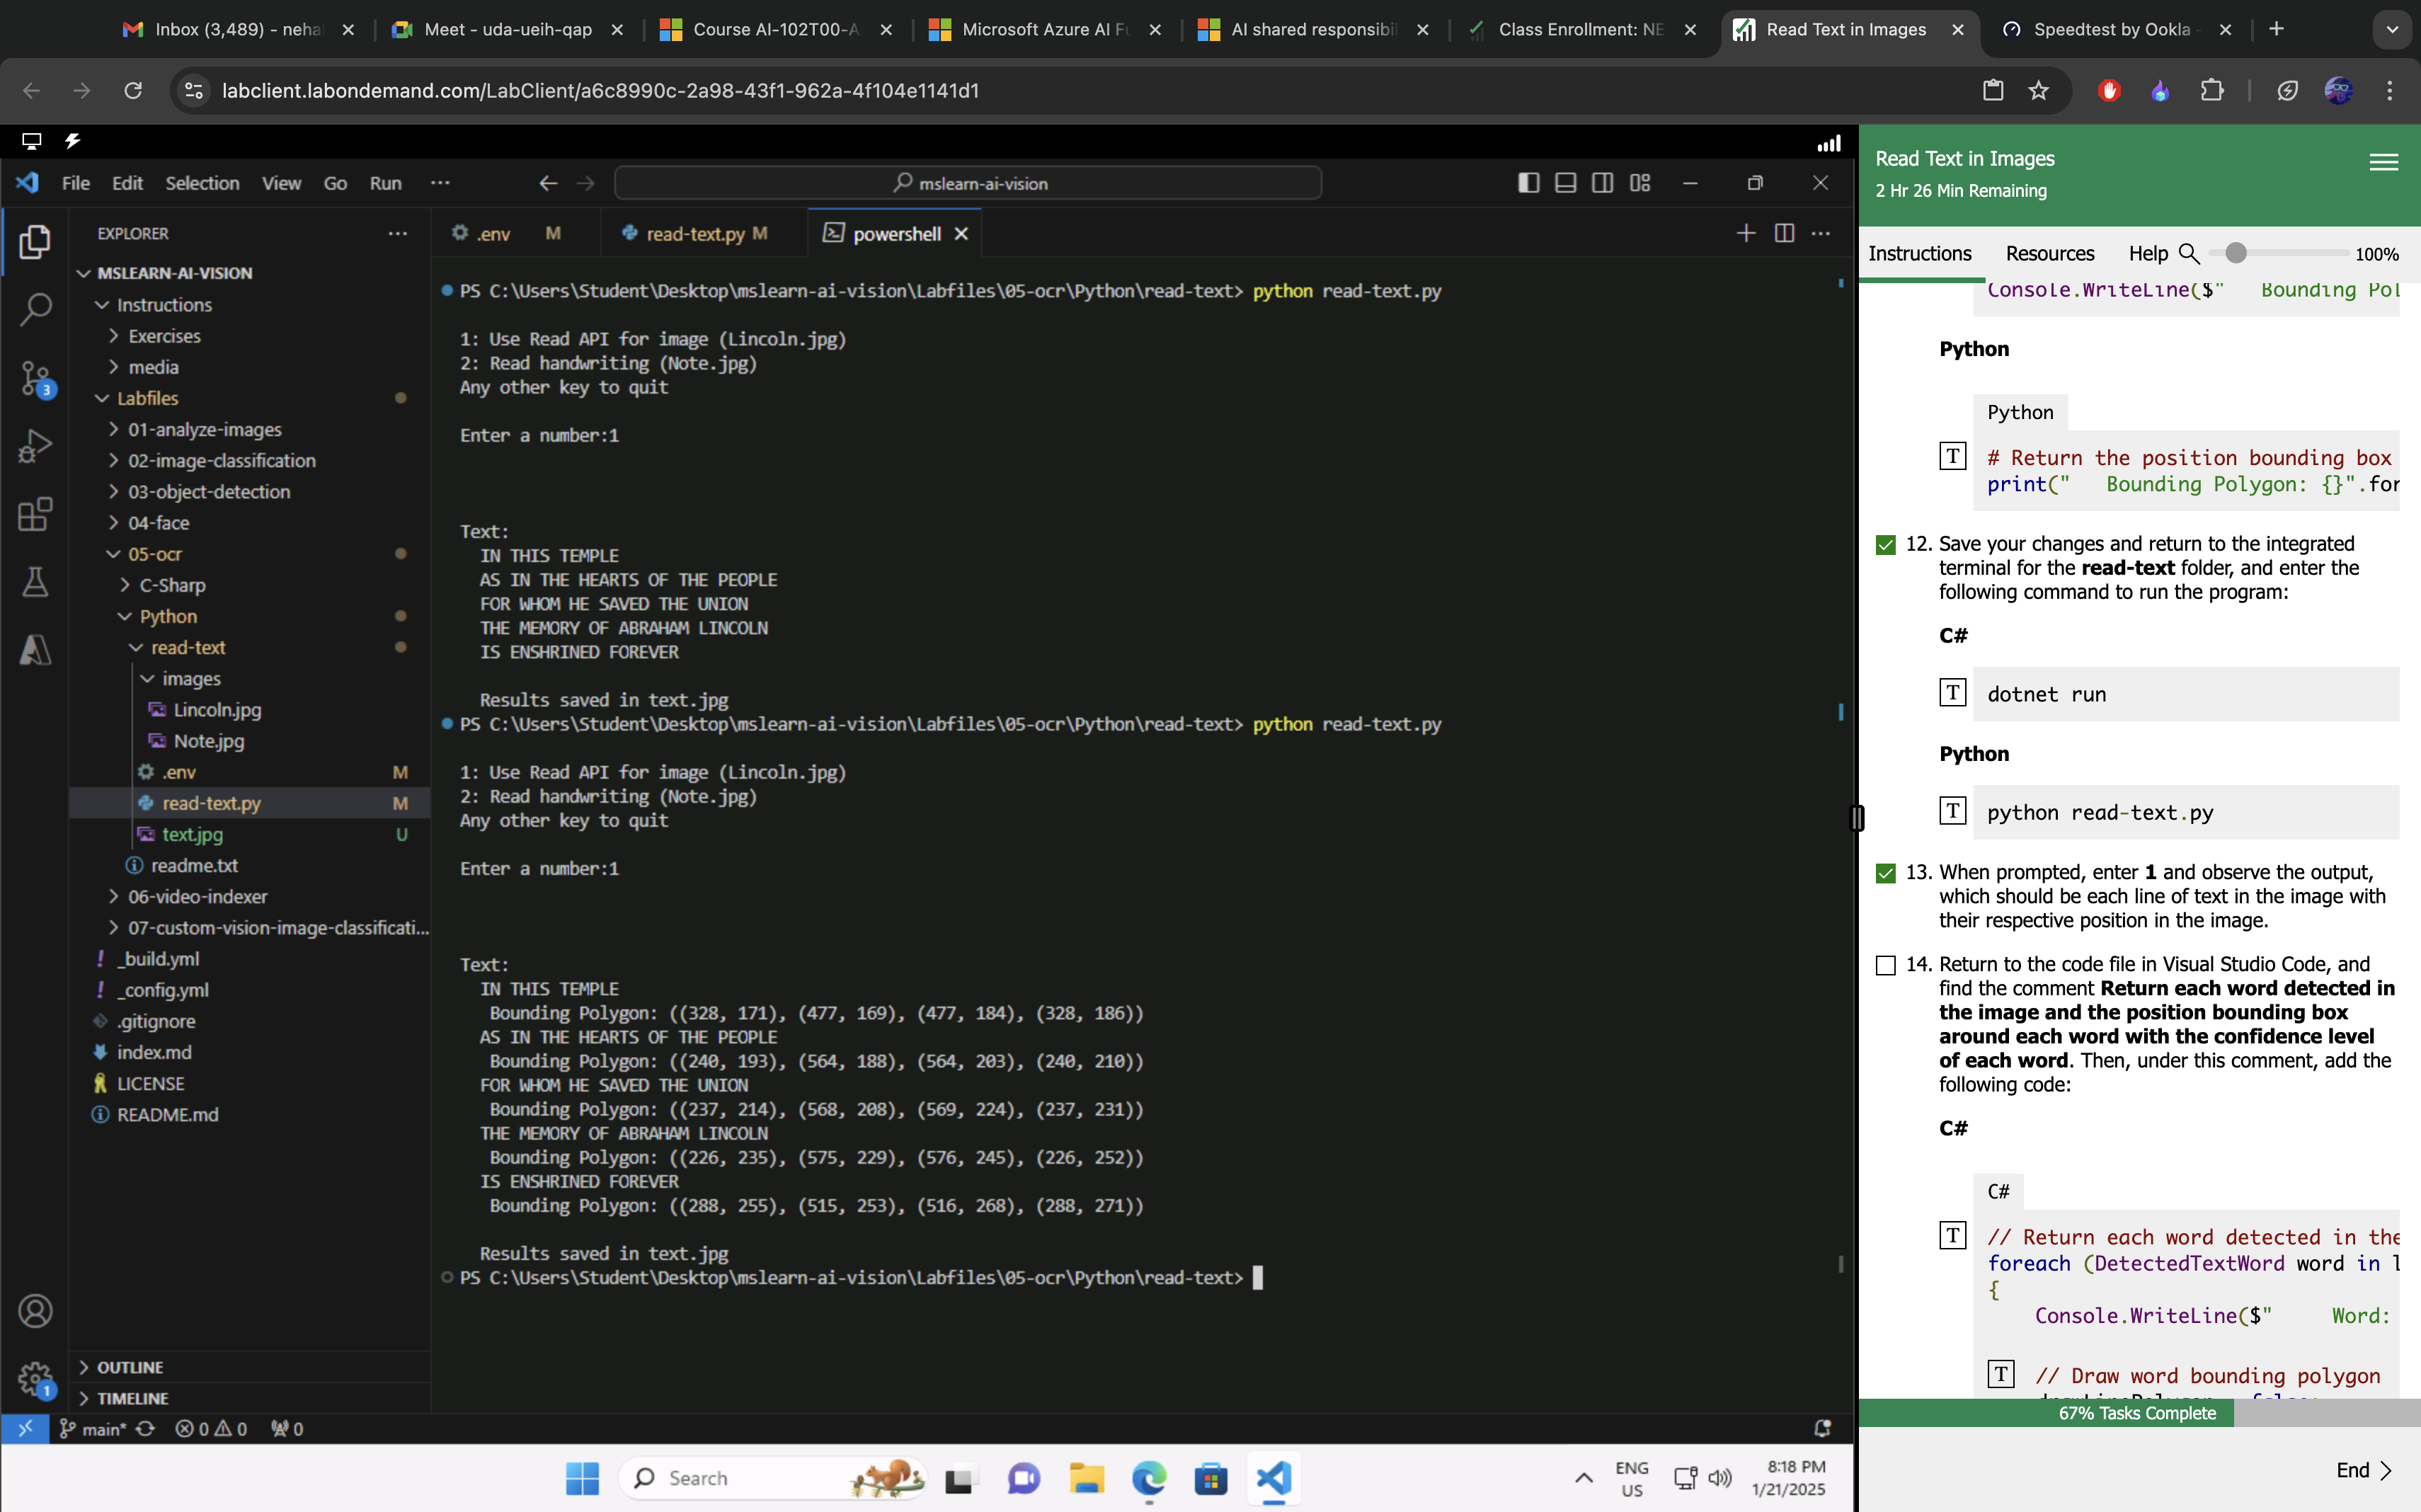 Inbox (3,489) - neha
Meet - uda-ueih-qap
Course AI-102T00-A
Microsoft Azure AI Fu
AI shared responsibil
Class Enrollment: NE
Read Text in Images
Speedtest by Ookla -
labclient.labondemand.com/LabClient/a6c8990c-2a98-43f1-962a-4f104e1141d1
File Edit Selection View Go Run ...
mslearn-ai-vision
EXPLORER
MSLEARN-AI-VISION
Instructions
Exercises
media
Labfiles
01-analyze-images
02-image-classification
03-object-detection
04-face
05-ocr
C-Sharp
Python
read-text
images
Lincoln.jpg
Note.jpg
.env M
read-text.py M
text.jpg U
readme.txt
06-video-indexer
07-custom-vision-image-classificati...
_build.yml
_config.yml
.gitignore
index.md
LICENSE
README.md
OUTLINE
TIMELINE
3
1
.env M
read-text.py M
powershell
PS C:\Users\Student\Desktop\mslearn-ai-vision\Labfiles\05-ocr\Python\read-text> python read-text.py
1: Use Read API for image (Lincoln.jpg)
2: Read handwriting (Note.jpg)
Any other key to quit
Enter a number:1
Text:
IN THIS TEMPLE
AS IN THE HEARTS OF THE PEOPLE
FOR WHOM HE SAVED THE UNION
THE MEMORY OF ABRAHAM LINCOLN
IS ENSHRINED FOREVER
Results saved in text.jpg
PS C:\Users\Student\Desktop\mslearn-ai-vision\Labfiles\05-ocr\Python\read-text> python read-text.py
1: Use Read API for image (Lincoln.jpg)
2: Read handwriting (Note.jpg)
Any other key to quit
Enter a number:1
Text:
IN THIS TEMPLE
Bounding Polygon: ((328, 171), (477, 169), (477, 184), (328, 186))
AS IN THE HEARTS OF THE PEOPLE
Bounding Polygon: ((240, 193), (564, 188), (564, 203), (240, 210))
FOR WHOM HE SAVED THE UNION
Bounding Polygon: ((237, 214), (568, 208), (569, 224), (237, 231))
THE MEMORY OF ABRAHAM LINCOLN
Bounding Polygon: ((226, 235), (575, 229), (576, 245), (226, 252))
IS ENSHRINED FOREVER
Bounding Polygon: ((288, 255), (515, 253), (516, 268), (288, 271))
Results saved in text.jpg
PS C:\Users\Student\Desktop\mslearn-ai-vision\Labfiles\05-ocr\Python\read-text>
main* 0 0 0
Search
ENG
US
8:18 PM
1/21/2025
Read Text in Images
2 Hr 26 Min Remaining
Instructions Resources Help 100%
Console.WriteLine($" Bounding Pol
Python
Python
T
# Return the position bounding box
print(" Bounding Polygon: {}".for
12. Save your changes and return to the integrated
terminal for the read-text folder, and enter the
following command to run the program:
C#
T dotnet run
Python
T python read-text.py
13. When prompted, enter 1 and observe the output,
which should be each line of text in the image with
their respective position in the image.
14. Return to the code file in Visual Studio Code, and
find the comment Return each word detected in
the image and the position bounding box
around each word with the confidence level
of each word. Then, under this comment, add the
following code:
C#
C#
T // Return each word detected in the
foreach (DetectedTextWord word in l
{
Console.WriteLine($" Word:
T // Draw word bounding polygon
67% Tasks Complete
End